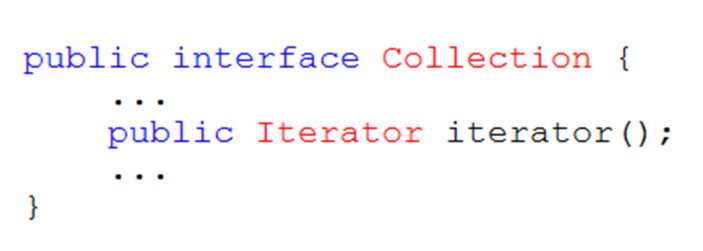 public interface Collection {
...
public Iterator iterator();
...
}